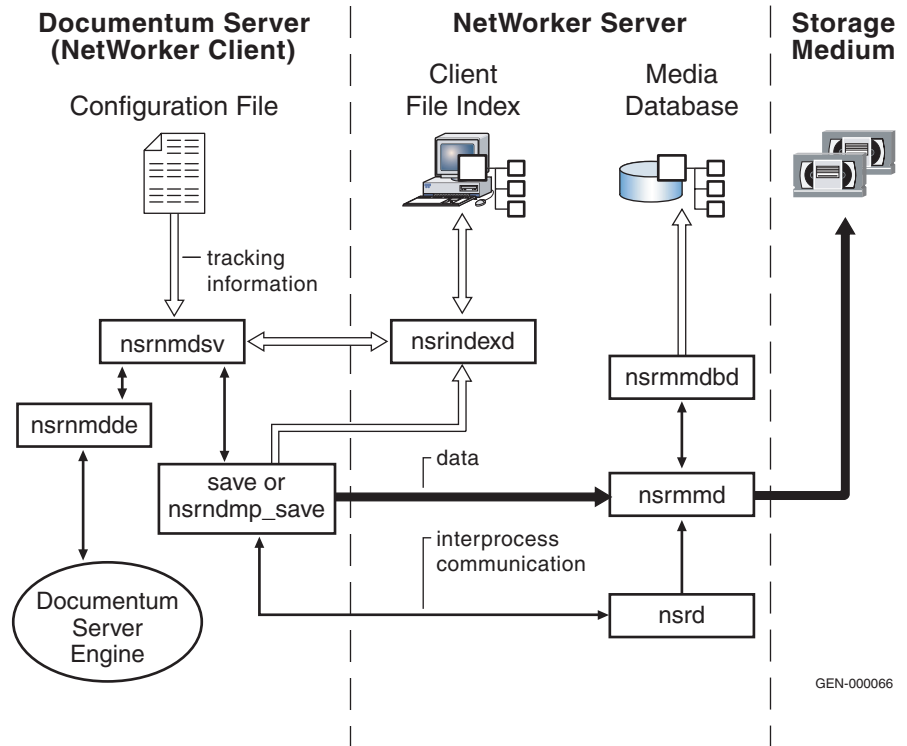 Documentum Server
(NetWorker Client)
NetWorker Server
Storage
Medium
Configuration File
Client
File Index
Media
Database
tracking
information
nsrnmdsv
nsrindexd
nsrmmdbd
nsrnmdde
save or
nsrndmp_save
data
nsrmmd
interprocess
communication
nsrd
Documentum
Server
Engine
GEN-000066